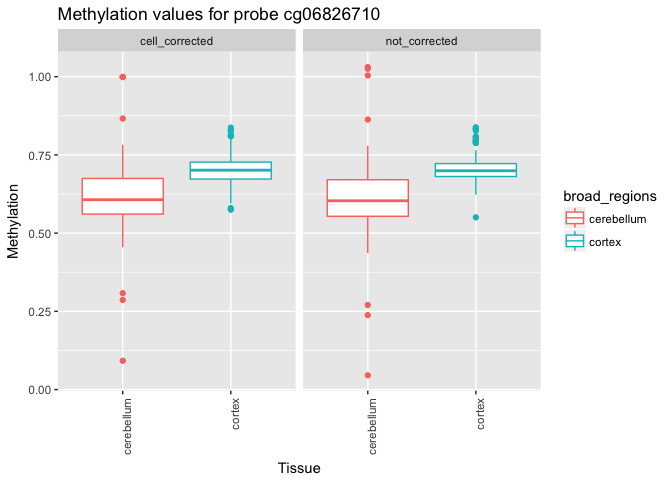 Methylation values for probe cg06826710
cell_corrected
not_corrected
1.00
0.75
0.50
0.25
0.00
Methylation
cerebellum
cortex
cerebellum
cortex
Tissue
broad_regions
cerebellum
cortex